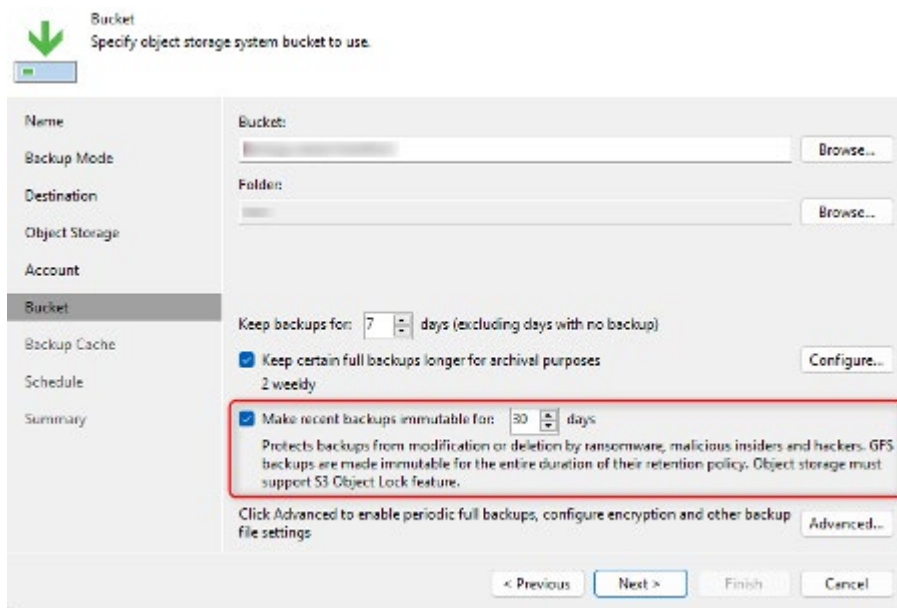 Bucket
Specify object storage system bucket to use.
Name
Backup Mode
Destination
Object Storage
Account
Bucket
Backup Cache
Schedule
Summary
Bucket:
Browse...
Folder:
Browse...
Keep backups for: 7 days (excluding days with no backup)
Keep certain full backups longer for archival purposes
Configure...
2 weekly
Make recent backups immutable for: 30 days
Protects backups from modification or deletion by ransomware, malicious insiders and hackers. GFS
backups are made immutable for the entire duration of their retention policy. Object storage must
support S3 Object Lock feature.
Click Advanced to enable periodic full backups, configure encryption and other backup
file settings
Advanced...
< Previous
Next >
Finish
Cancel